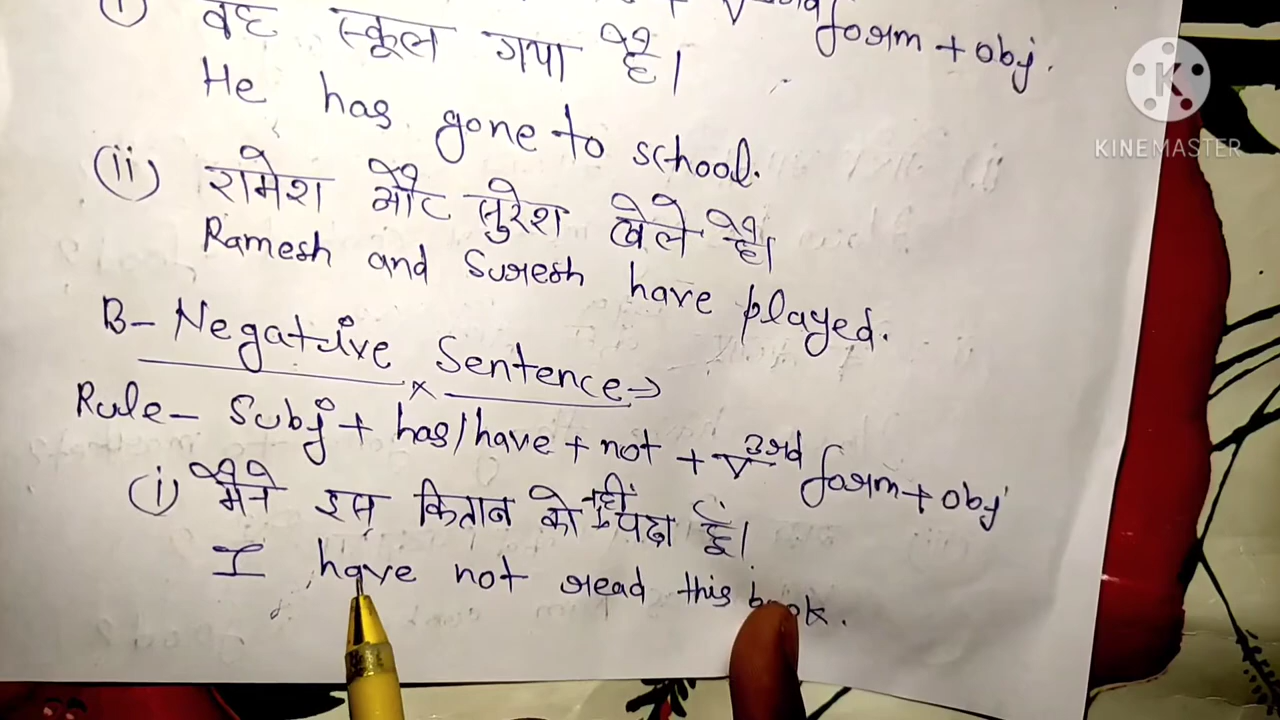 form + obj.
(i) वह स्कूल गया है।
He has gone to school.
(ii) रामेश और सुरेश खेले है।
Ramesh and Suresh have played.
B- Negative Sentence→
Rule- Subj + has/have + not + V 3rd form + obj
(i) मैने इस किताब को नहीं पढ़ा हूँ।
I have not read this book.
KINEMASTER